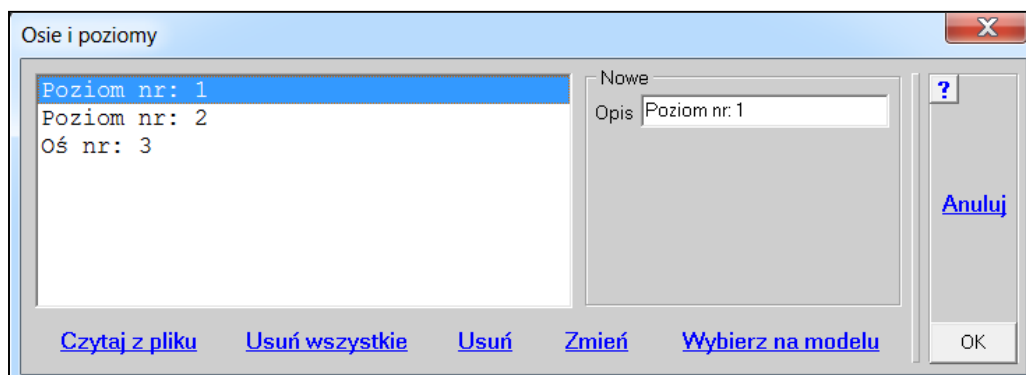 Osie i poziomy
X
Poziom nr: 1
Poziom nr: 2
Oś nr: 3
Nowe
Opis Poziom nr: 1
?
Anuluj
Czytaj z pliku Usuń wszystkie Usuń Zmień Wybierz na modelu OK